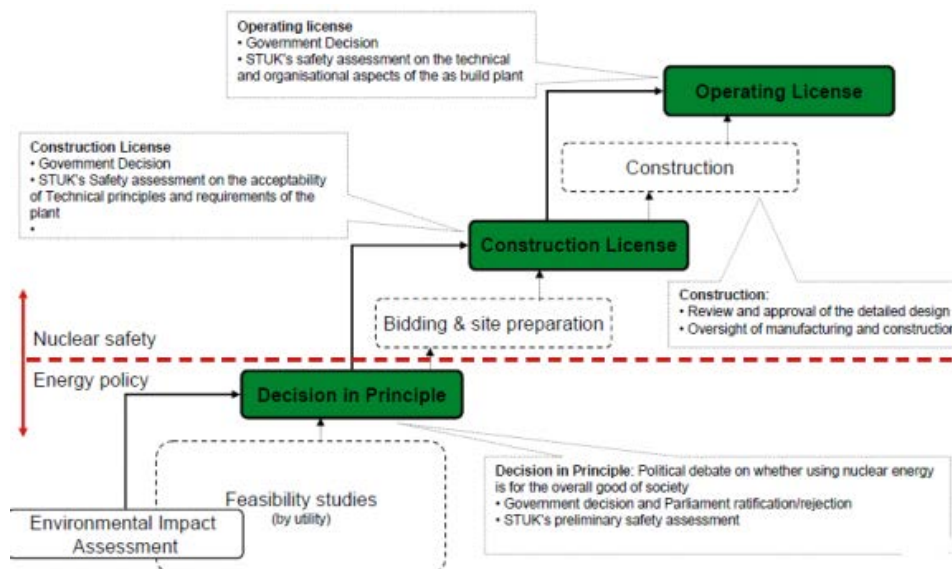 Operating license
• Government Decision
• STUK's safety assessment on the technical
and organisational aspects of the as build plant
Operating License
Construction License
• Government Decision
• STUK's Safety assessment on the acceptability
of Technical principles and requirements of the
plant
•
Construction
Construction License
Construction:
• Review and approval of the detailed design
• Oversight of manufacturing and construction
Bidding & site preparation
Nuclear safety
Energy policy
Decision in Principle
Decision in Principle: Political debate on whether using nuclear energy
is for the overall good of society
• Government decision and Parliament ratification/rejection
• STUK's preliminary safety assessment
Feasibility studies
(by utility)
Environmental Impact
Assessment